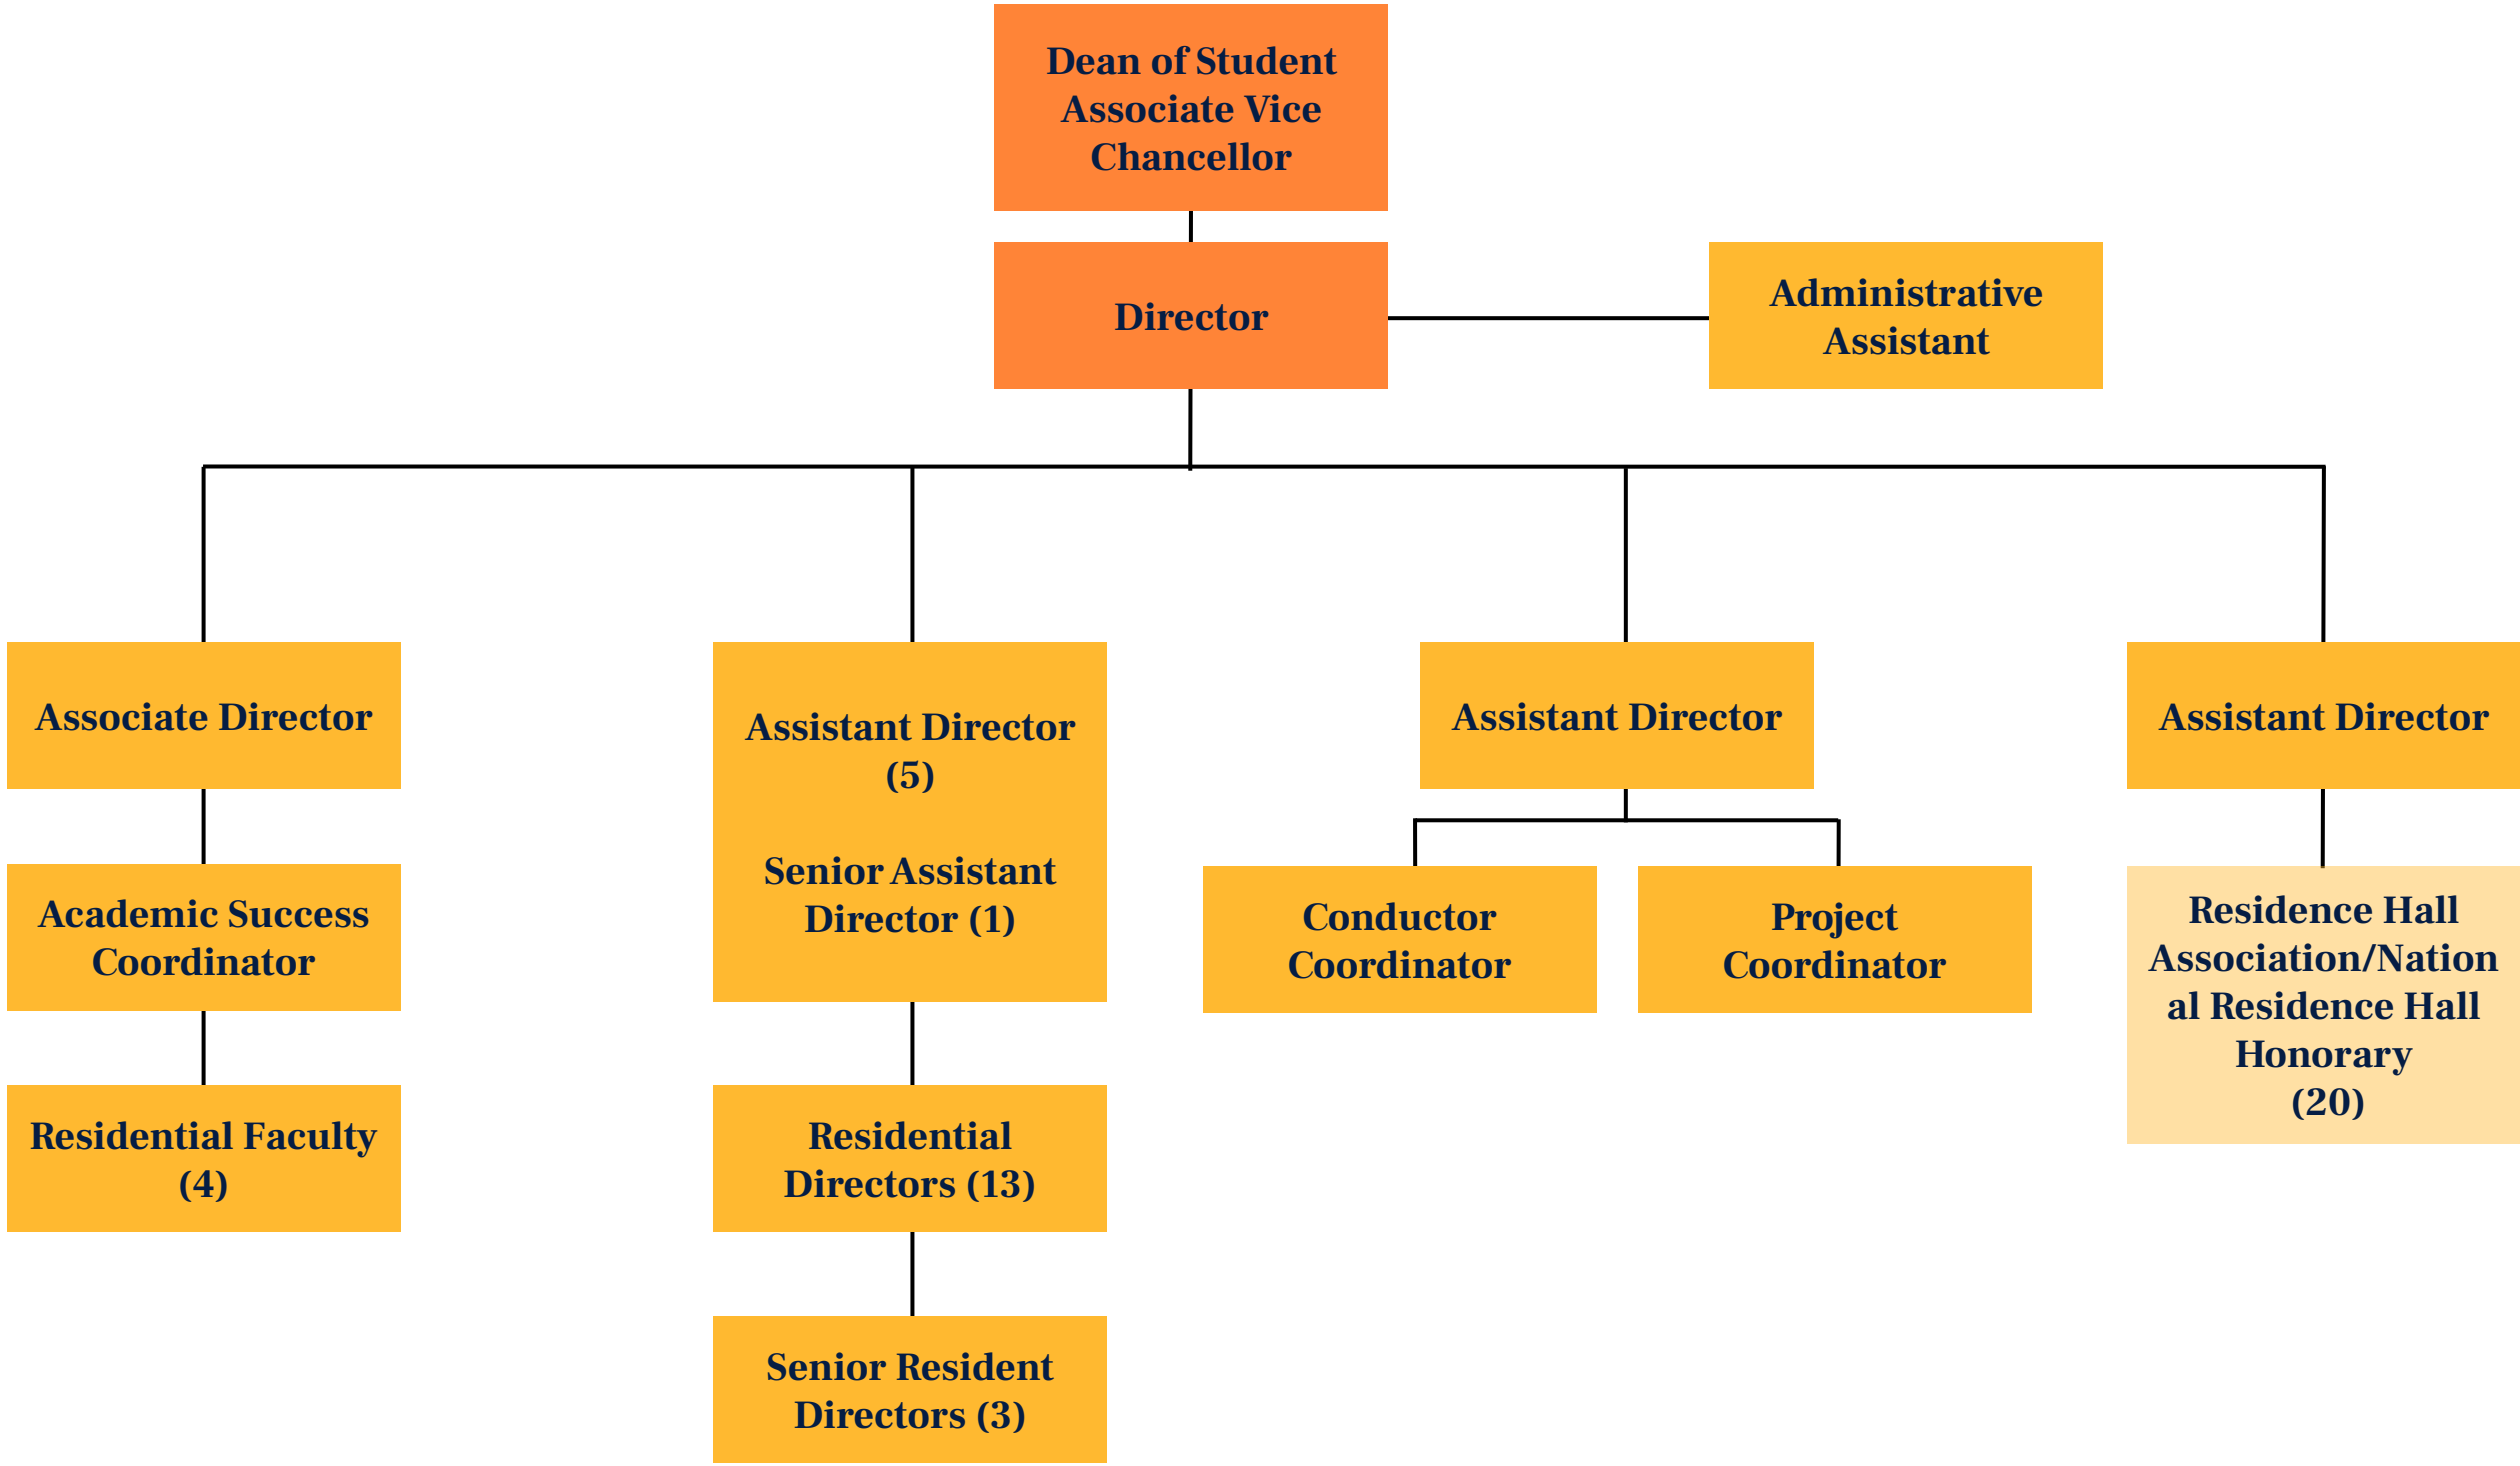 Dean of Student
Associate Vice
Chancellor
Director
Administrative
Assistant
Associate Director
Assistant Director
(5)
Senior Assistant
Director (1)
Assistant Director
Assistant Director
Academic Success
Coordinator
Conductor
Coordinator
Project
Coordinator
Residence Hall
Association/Nation
al Residence Hall
Honorary
(20)
Residential Faculty
(4)
Residential
Directors (13)
Senior Resident
Directors (3)